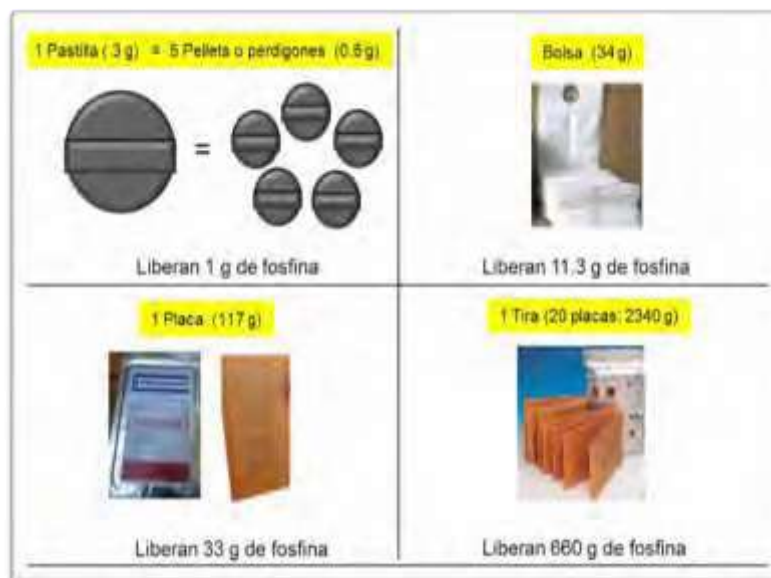 1 Pastilla ( 3 g) = 5 Pelleta o perdigones (0.6 g)
Bolsa (34 g)
=
Liberan 1 g de fosfina
Liberan 11.3 g de fosfina
1 Placa (117 g)
1 Tira (20 placas; 2340 g)
Liberan 33 g de fosfina
Liberan 660 g de fosfina